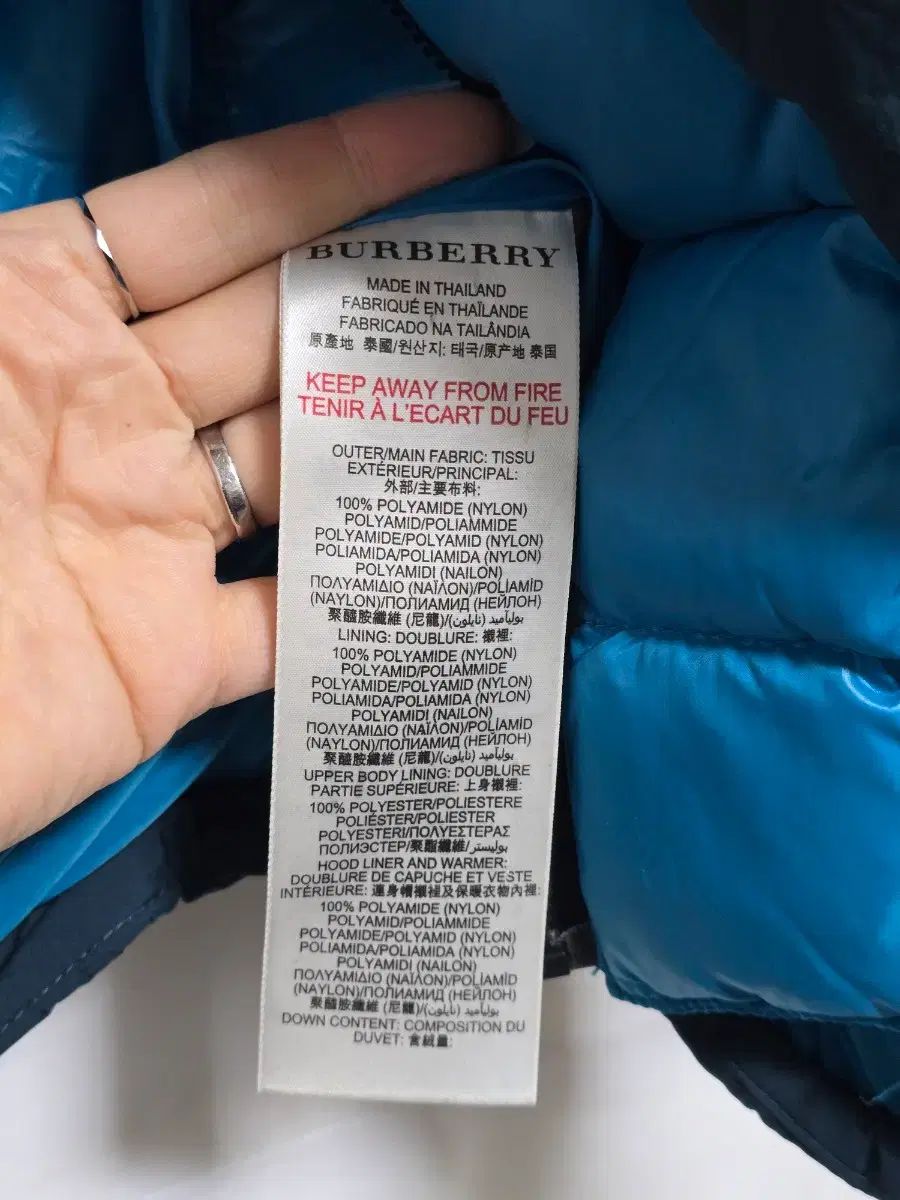 BURBERRY
MADE IN THAILAND
FABRIQUÉ EN THAÏLANDE
FABRICADO NA TAILÂNDIA
原產地 泰國/원산지: 태국/原产地 泰国
KEEP AWAY FROM FIRE
TENIR À L'ECART DU FEU
OUTER/MAIN FABRIC: TISSU
EXTÉRIEUR/PRINCIPAL:
外部/主要布料:
100% POLYAMIDE (NYLON)
POLYAMID/POLIAMMIDE
POLYAMIDE/POLYAMID (NYLON)
POLIAMIDA/POLIAMIDA (NYLON)
POLYAMIDI (NAILON)
ΠΟΛΥΑΜΙΔΙΟ (ΝΑΪΛΟΝ)/POLİAMİD
(NAYLON)/ПОЛИАМИД (НЕЙЛОН)
聚醯胺纖維 (尼龍)/بولياميد (نايلون)
LINING: DOUBLURE: 襯裡:
100% POLYAMIDE (NYLON)
POLYAMID/POLIAMMIDE
POLYAMIDE/POLYAMID (NYLON)
POLIAMIDA/POLIAMIDA (NYLON)
POLYAMIDI (NAILON)
ΠΟΛΥΑΜΙΔΙΟ (ΝΑΪΛΟΝ)/POLİAMİD
(NAYLON)/ПОЛИАМИД (НЕЙЛОН)
聚醯胺纖維 (尼龍)/بولياميد (نايلون)
UPPER BODY LINING: DOUBLURE
PARTIE SUPÉRIEURE: 上身襯裡:
100% POLYESTER/POLIESTERE
POLIÉSTER/POLIESTER
POLYESTERI/ΠΟΛΥΕΣΤΕΡΑΣ
ПОЛИЭСТЕР/聚酯纖維/بوليستر
HOOD LINER AND WARMER:
DOUBLURE DE CAPUCHE ET VESTE
INTÉRIEURE: 連身帽襯裡及保暖衣物內裡:
100% POLYAMIDE (NYLON)
POLYAMID/POLIAMMIDE
POLYAMIDE/POLYAMID (NYLON)
POLIAMIDA/POLIAMIDA (NYLON)
POLYAMIDI (NAILON)
ΠΟΛΥΑΜΙΔΙΟ (ΝΑΪΛΟΝ)/POLİAMİD
(NAYLON)/ПОЛИАМИД (НЕЙЛОН)
聚醯胺纖維 (尼龍)/بولياميد (نايلون)
DOWN CONTENT: COMPOSITION DU
DUVET: 含絨量: